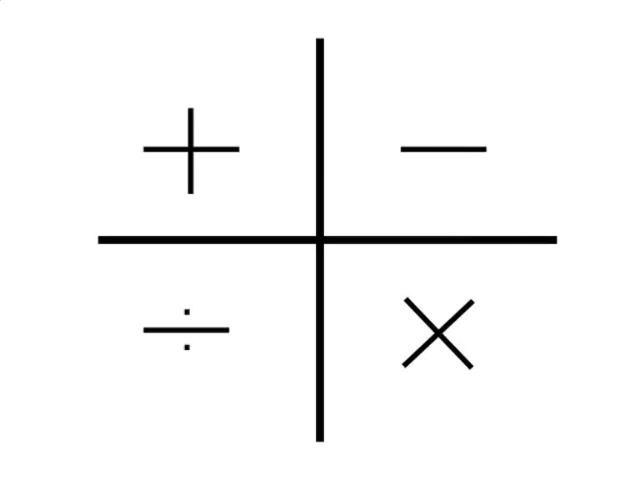 + −
÷ ×